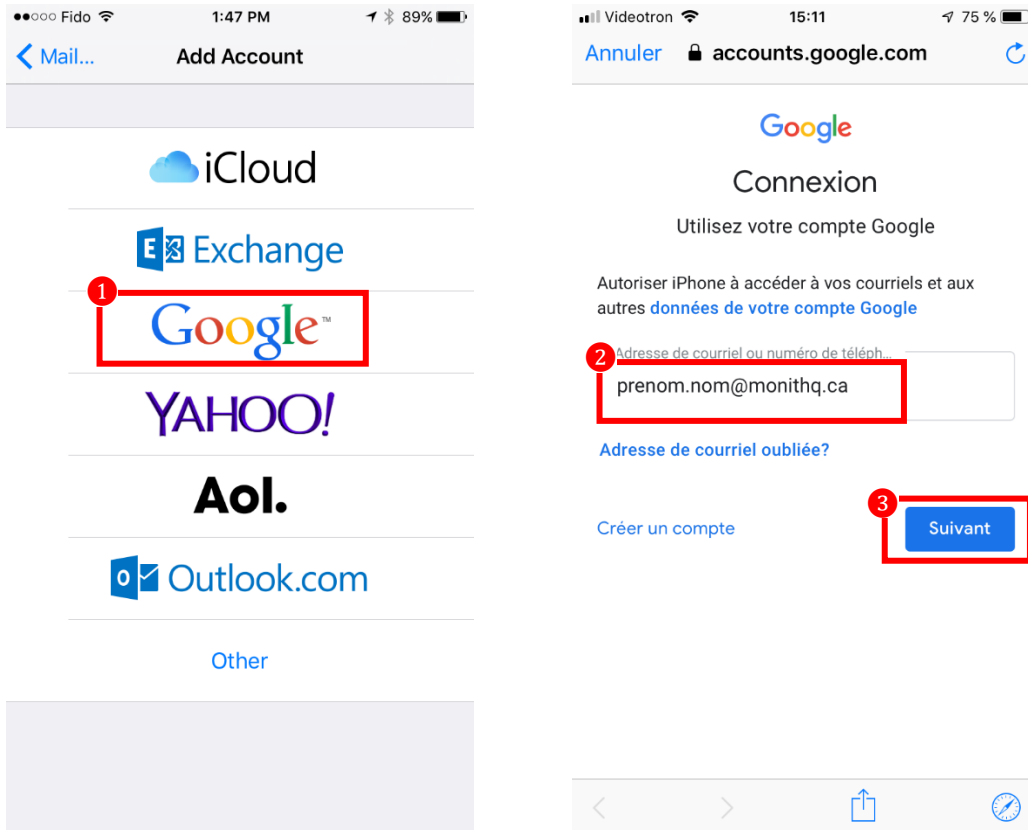 Fido 1:47 PM 89%
Mail... Add Account
iCloud
E Exchange
1
Google™
YAHOO!
Aol.
o Outlook.com
Other
Videotron 15:11 75 %
Annuler accounts.google.com
Google
Connexion
Utilisez votre compte Google
Autoriser iPhone à accéder à vos courriels et aux
autres données de votre compte Google
2 Adresse de courriel ou numéro de téléph...
prenom.nom@monithq.ca
Adresse de courriel oubliée?
3
Créer un compte Suivant